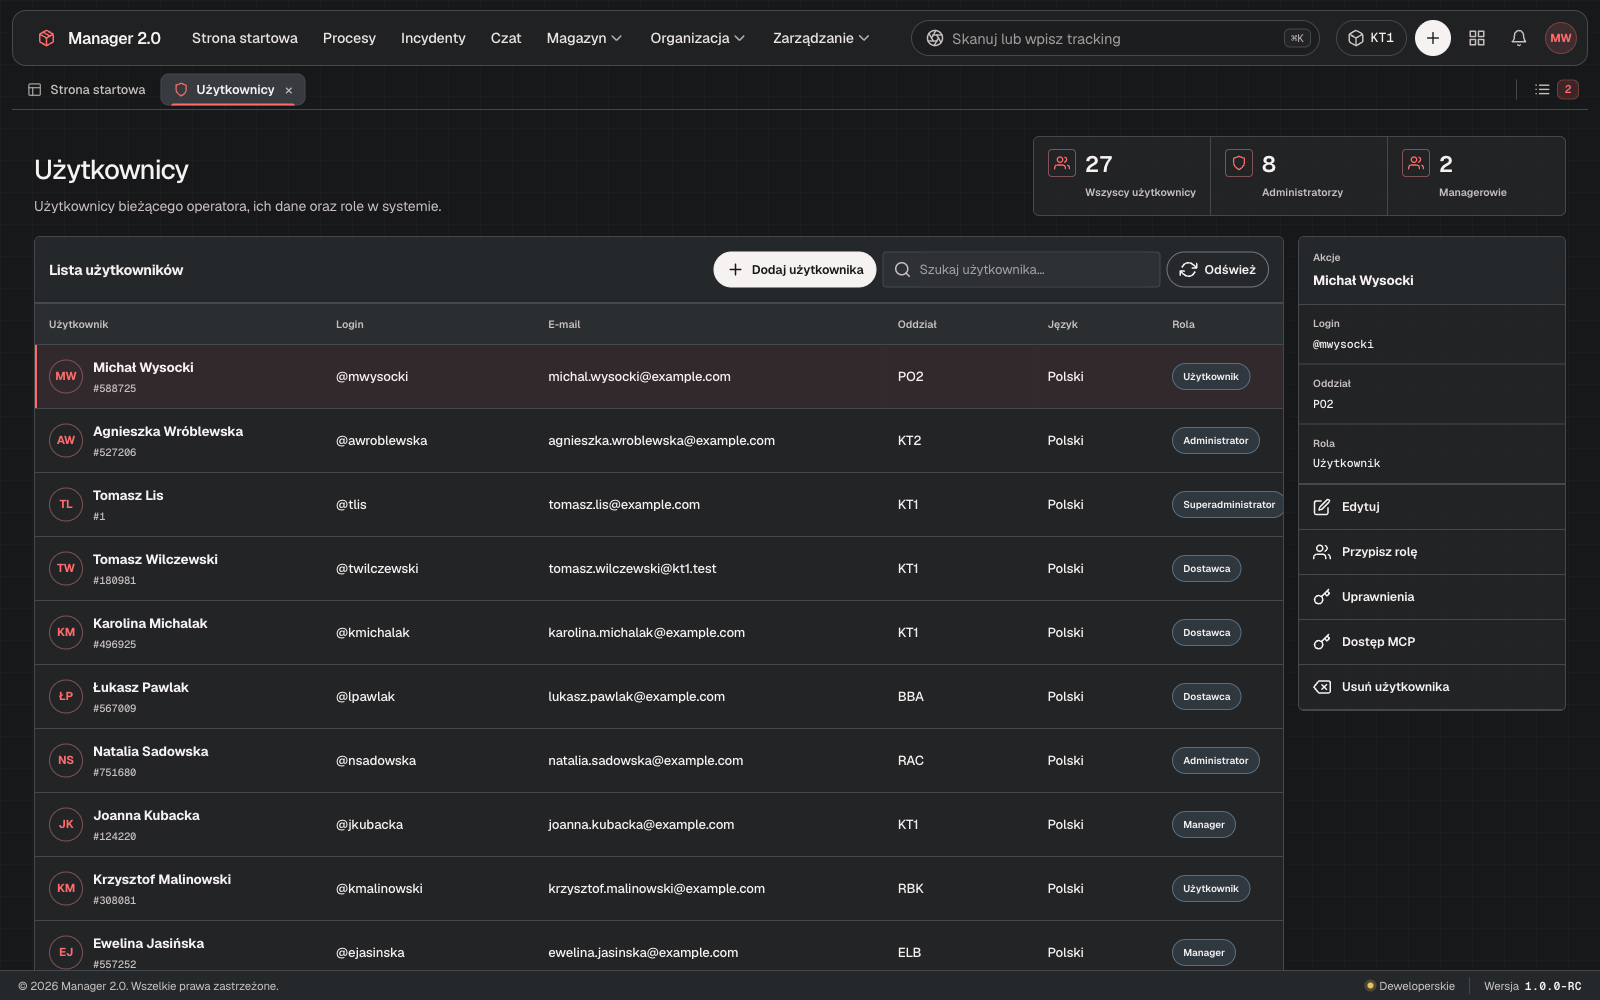 Manager 2.0
Strona startowa
Procesy
Incydenty
Czat
Magazyn
Organizacja
Zarządzanie
Skanuj lub wpisz tracking
⌘K
KT1
MW
Strona startowa
Użytkownicy
2
Użytkownicy
Użytkownicy bieżącego operatora, ich dane oraz role w systemie.
27
Wszyscy użytkownicy
8
Administratorzy
2
Managerowie
Lista użytkowników
Dodaj użytkownika
Szukaj użytkownika...
Odśwież
Użytkownik Login E-mail Oddział Język Rola
MW Michał Wysocki #588725 @mwysocki michal.wysocki@example.com PO2 Polski Użytkownik
AW Agnieszka Wróblewska #527206 @awroblewska agnieszka.wroblewska@example.com KT2 Polski Administrator
TL Tomasz Lis #1 @tlis tomasz.lis@example.com KT1 Polski Superadministrator
TW Tomasz Wilczewski #180981 @twilczewski tomasz.wilczewski@kt1.test KT1 Polski Dostawca
KM Karolina Michalak #496925 @kmichalak karolina.michalak@example.com KT1 Polski Dostawca
ŁP Łukasz Pawlak #567009 @lpawlak lukasz.pawlak@example.com BBA Polski Dostawca
NS Natalia Sadowska #751680 @nsadowska natalia.sadowska@example.com RAC Polski Administrator
JK Joanna Kubacka #124220 @jkubacka joanna.kubacka@example.com KT1 Polski Manager
KM Krzysztof Malinowski #308081 @kmalinowski krzysztof.malinowski@example.com RBK Polski Użytkownik
EJ Ewelina Jasińska #557252 @ejasinska ewelina.jasinska@example.com ELB Polski Manager
Akcje
Michał Wysocki
Login
@mwysocki
Oddział
PO2
Rola
Użytkownik
Edytuj
Przypisz rolę
Uprawnienia
Dostęp MCP
Usuń użytkownika
© 2026 Manager 2.0. Wszelkie prawa zastrzeżone.
Deweloperskie
Wersja 1.0.0-RC